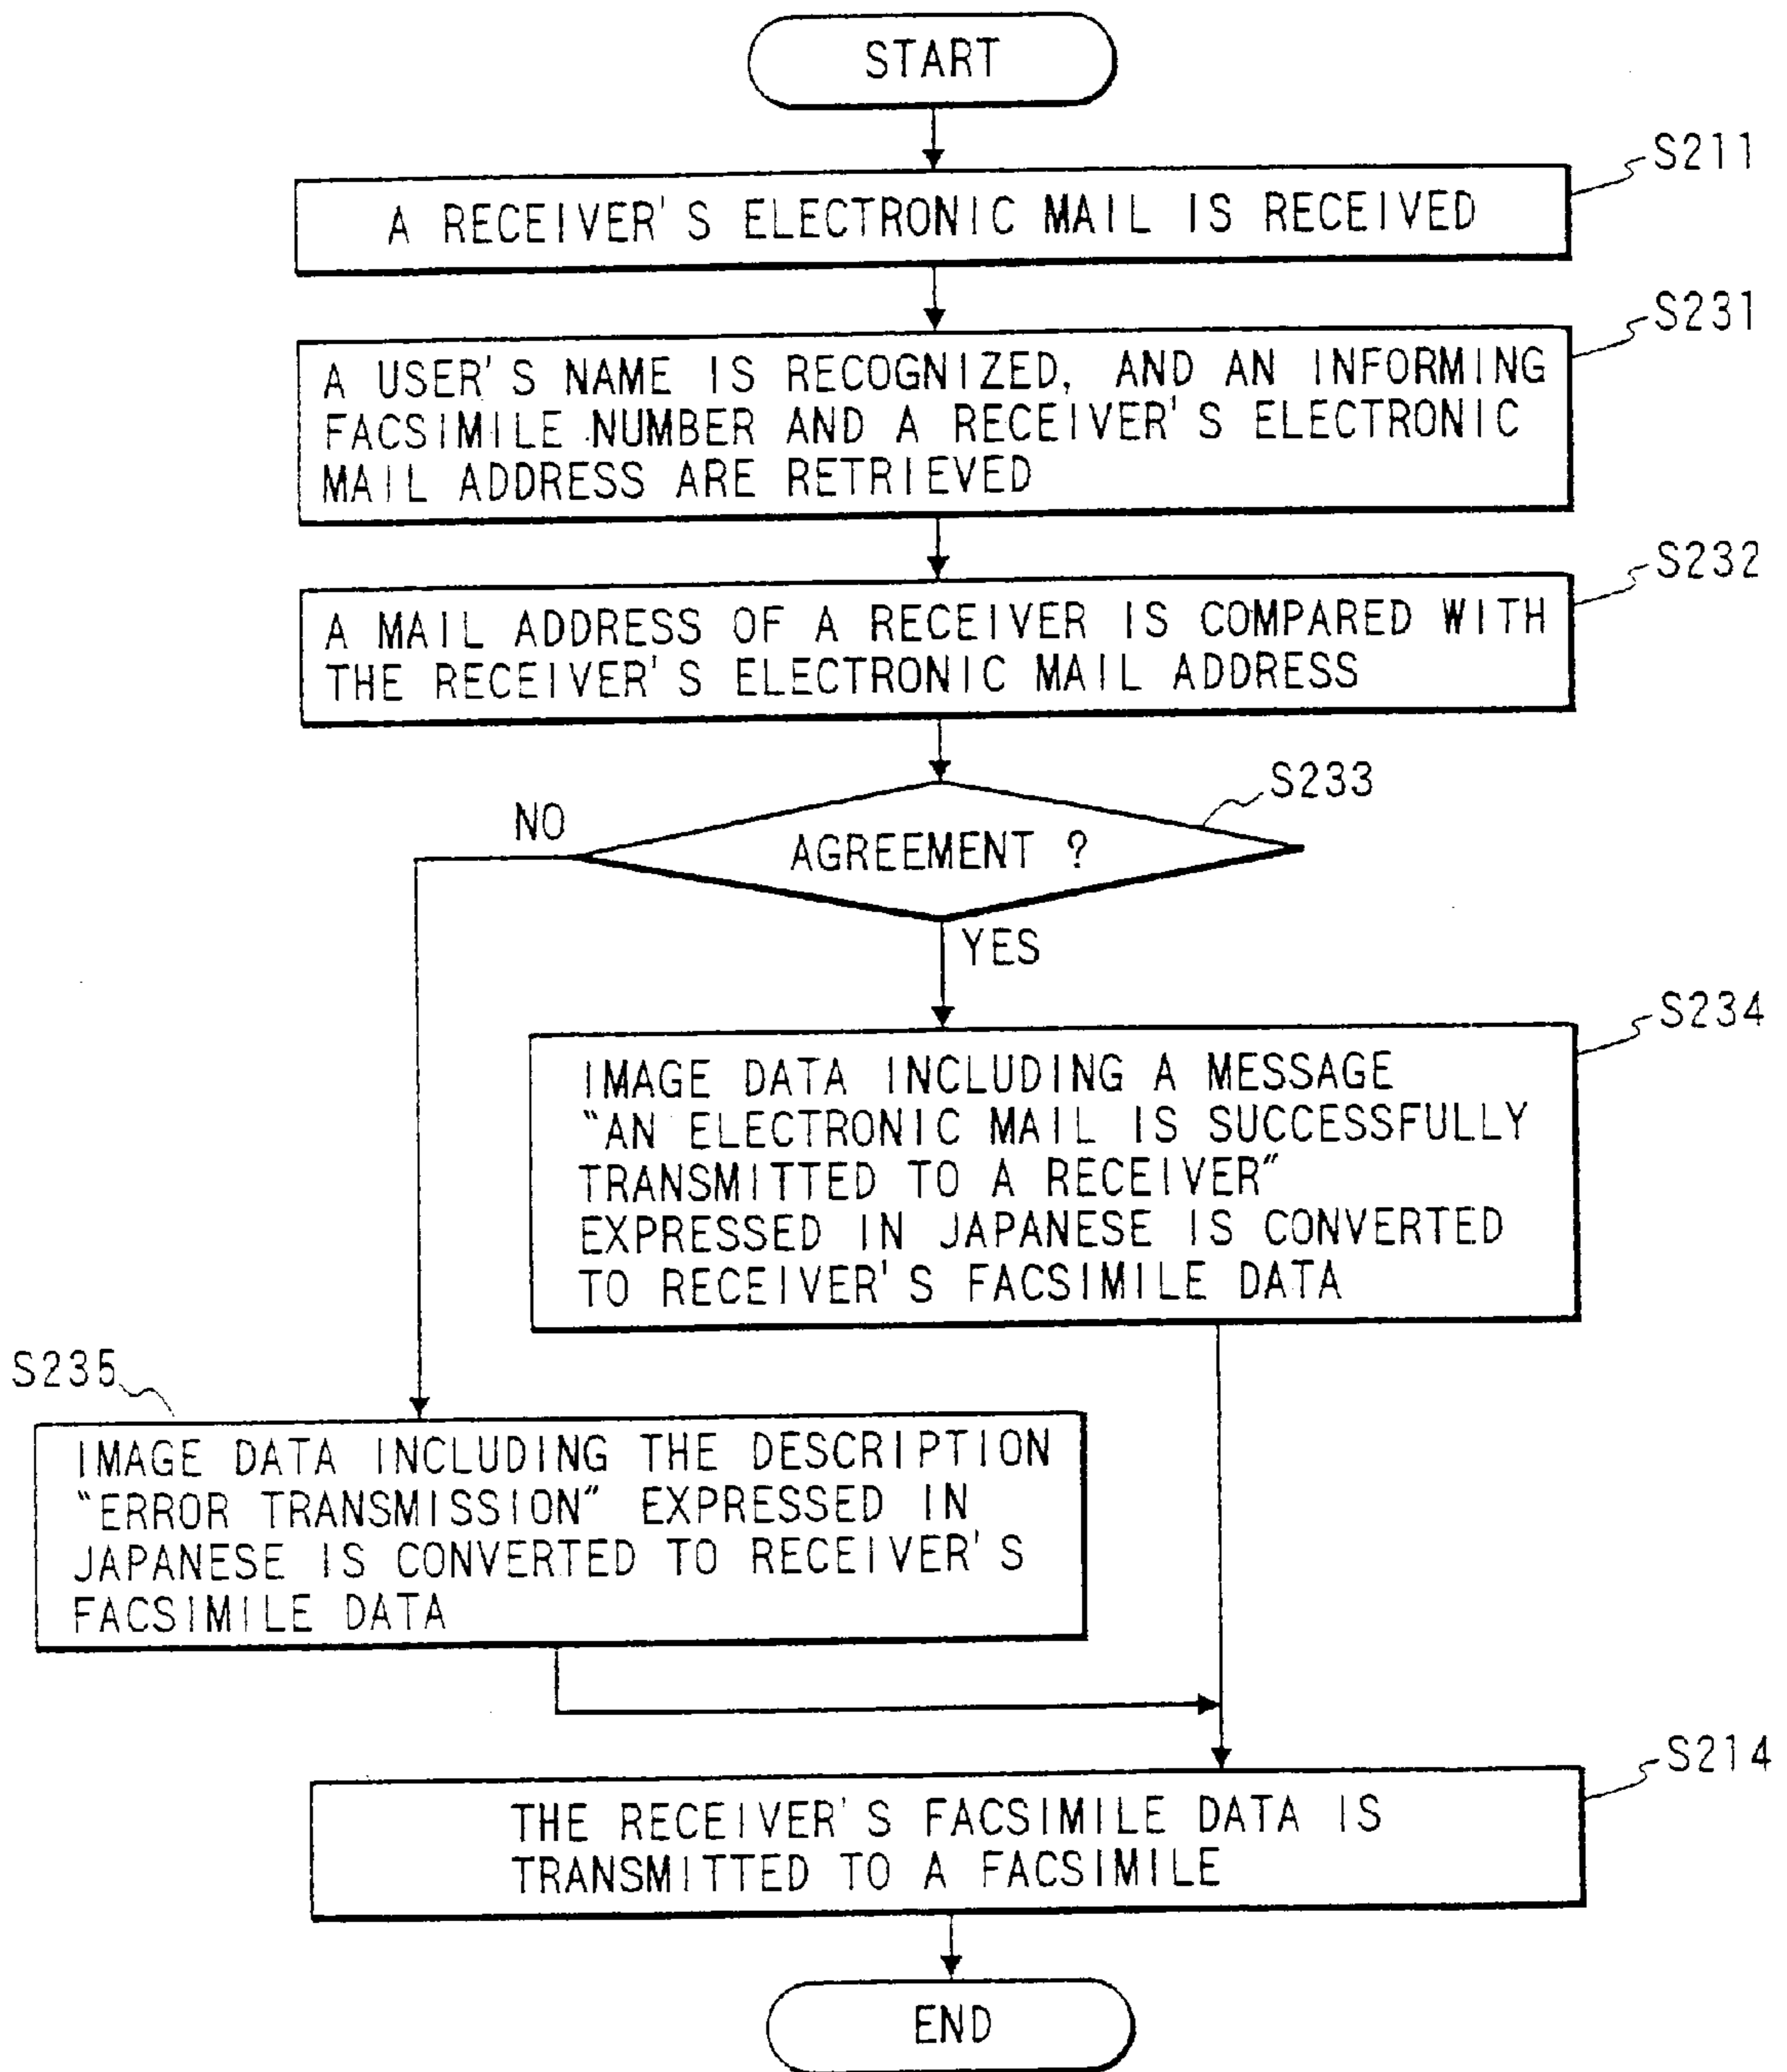 START
S211
A RECEIVER'S ELECTRONIC MAIL IS RECEIVED
S231
A USER'S NAME IS RECOGNIZED, AND AN INFORMING
FACSIMILE NUMBER AND A RECEIVER'S ELECTRONIC
MAIL ADDRESS ARE RETRIEVED
S232
A MAIL ADDRESS OF A RECEIVER IS COMPARED WITH
THE RECEIVER'S ELECTRONIC MAIL ADDRESS
S233
NO
AGREEMENT ?
YES
S234
IMAGE DATA INCLUDING A MESSAGE
"AN ELECTRONIC MAIL IS SUCCESSFULLY
TRANSMITTED TO A RECEIVER"
EXPRESSED IN JAPANESE IS CONVERTED
TO RECEIVER'S FACSIMILE DATA
S235
IMAGE DATA INCLUDING THE DESCRIPTION
"ERROR TRANSMISSION" EXPRESSED IN
JAPANESE IS CONVERTED TO RECEIVER'S
FACSIMILE DATA
S214
THE RECEIVER'S FACSIMILE DATA IS
TRANSMITTED TO A FACSIMILE
END